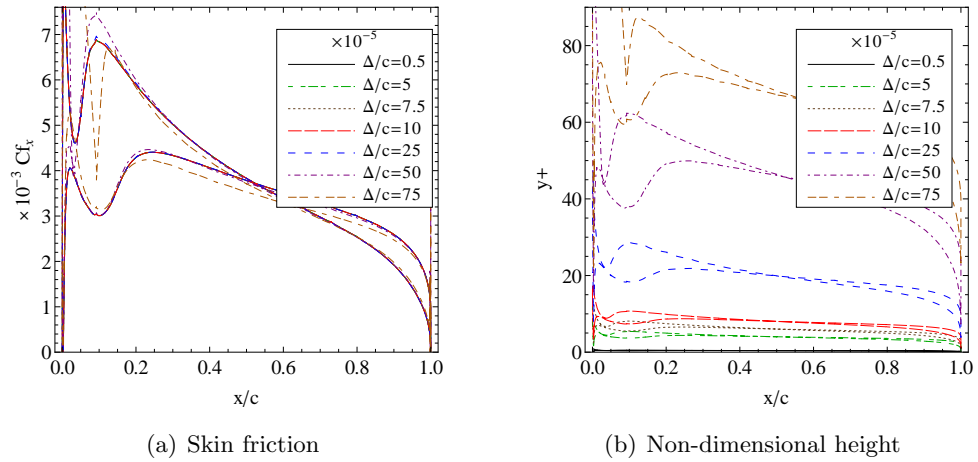 7
6
5
4
3
2
1
0
0.0 0.2 0.4 0.6 0.8 1.0
× 10⁻³ Cfₓ
x/c
×10⁻⁵
Δ/c=0.5
Δ/c=5
Δ/c=7.5
Δ/c=10
Δ/c=25
Δ/c=50
Δ/c=75
(a) Skin friction
80
60
40
20
0
0.0 0.2 0.4 0.6 0.8 1.0
y+
x/c
×10⁻⁵
Δ/c=0.5
Δ/c=5
Δ/c=7.5
Δ/c=10
Δ/c=25
Δ/c=50
Δ/c=75
(b) Non-dimensional height